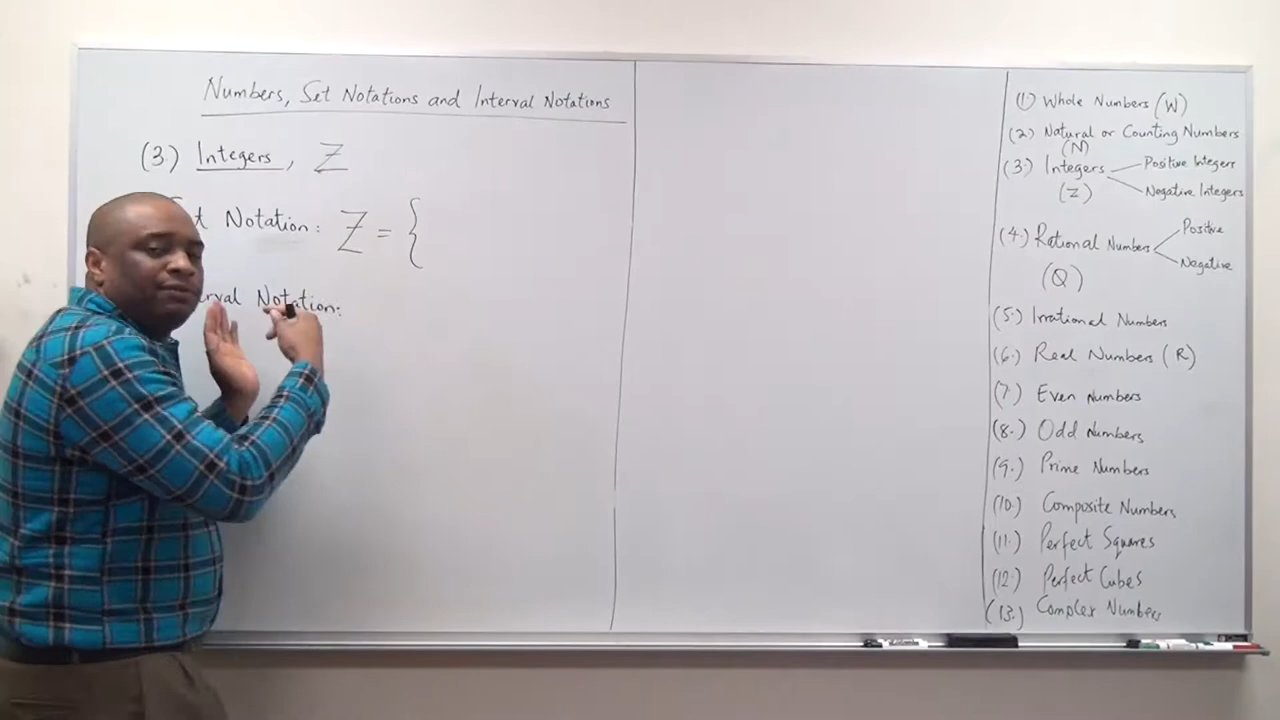 Numbers, Set Notations and Interval Notations
(3.) Integers, Z
Notation: Z = {
Notation:
(1) Whole Numbers (W)
(2.) Natural or Counting Numbers
(N)
(3.) Integers
Positive Integers
Negative Integers
(Z)
(4.) Rational Numbers
Positive
Negative
(Q)
(5.) Irrational Numbers
(6.) Real Numbers (R)
(7.) Even Numbers
(8.) Odd Numbers
(9.) Prime Numbers
(10.) Composite Numbers
(11.) Perfect Squares
(12.) Perfect Cubes
(13.) Complex Numbers